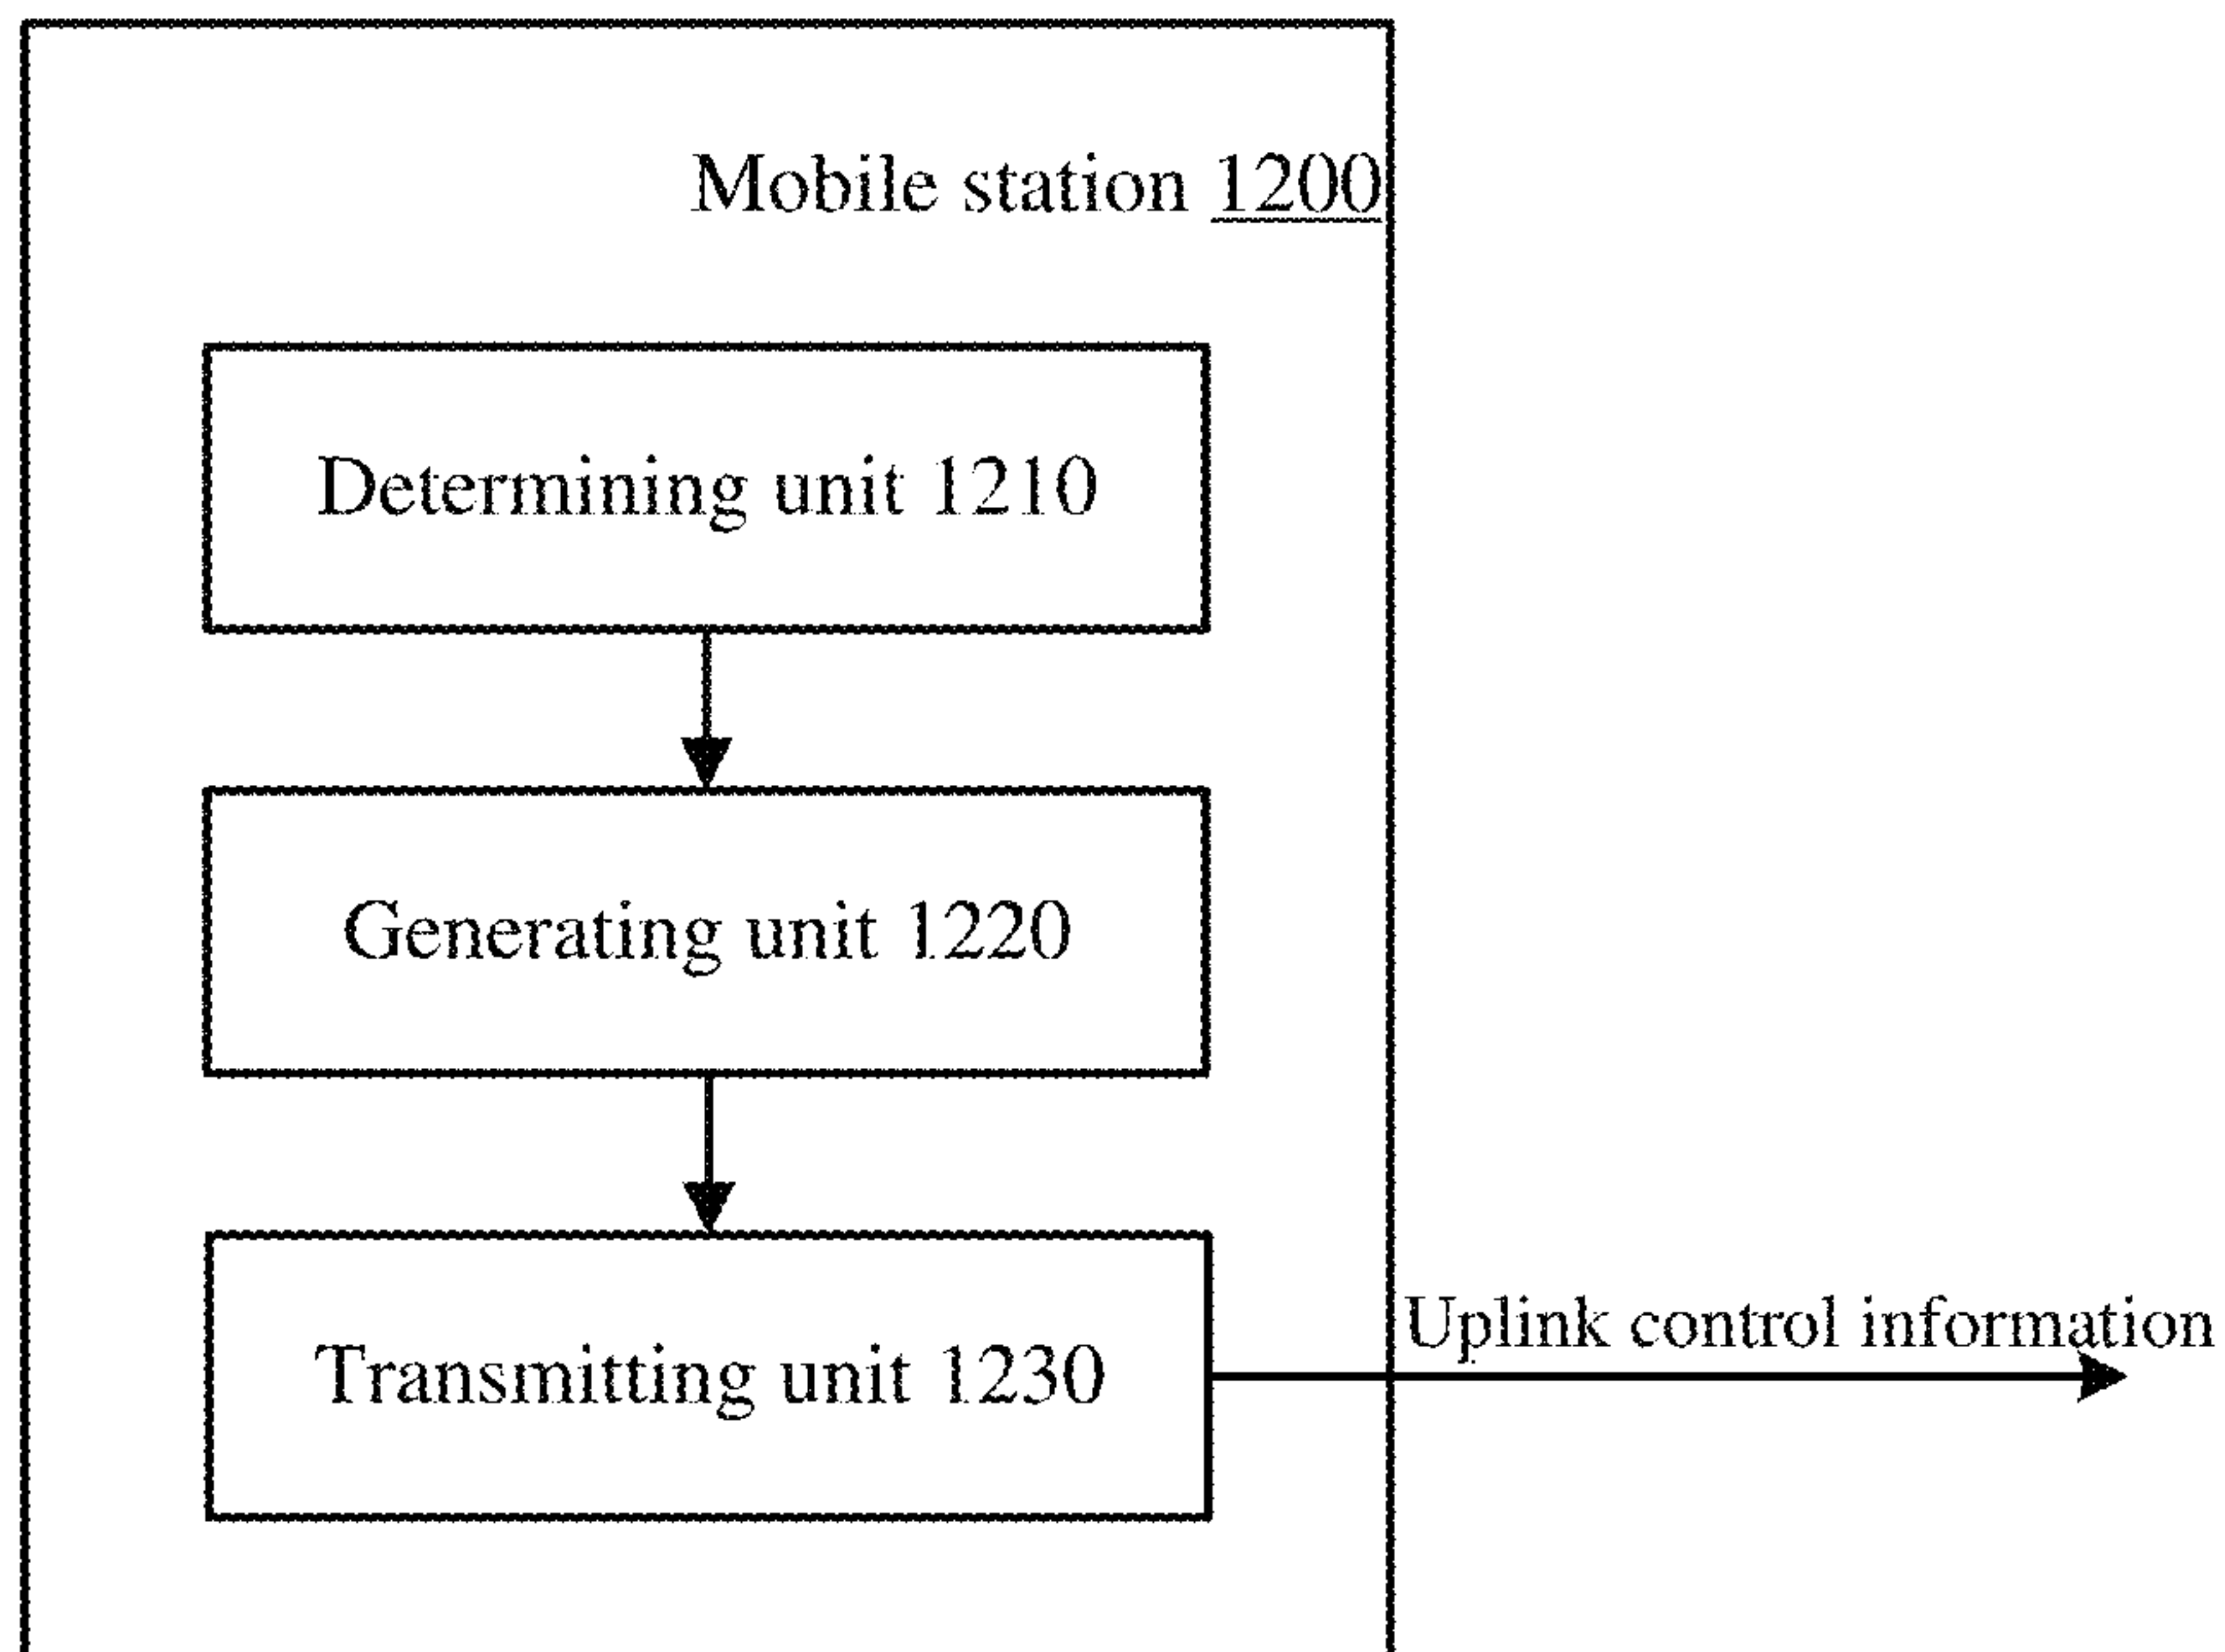 Mobile station 1200
Determining unit 1210
Generating unit 1220
Transmitting unit 1230
Uplink control information